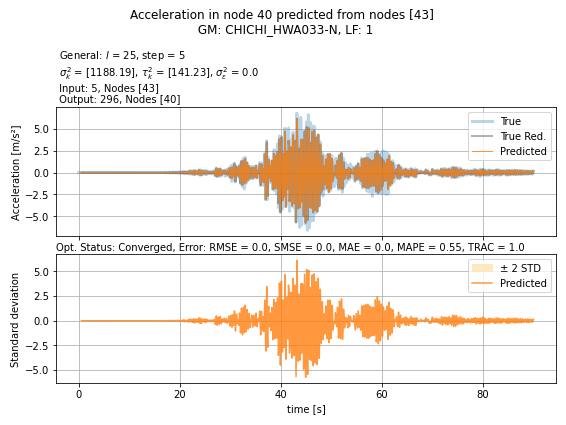 Acceleration in node 40 predicted from nodes [43]
GM: CHICHI_HWA033-N, LF: 1
General: l = 25, step = 5
σ²ₖ = [1188.19], τ²ₖ = [141.23], σ²ε = 0.0
Input: 5, Nodes [43]
Output: 296, Nodes [40]
Acceleration [m/s²]
5.0
2.5
0.0
−2.5
−5.0
True
True Red.
Predicted
Opt. Status: Converged, Error: RMSE = 0.0, SMSE = 0.0, MAE = 0.0, MAPE = 0.55, TRAC = 1.0
Standard deviation
5.0
2.5
0.0
−2.5
−5.0
± 2 STD
Predicted
0 20 40 60 80
time [s]